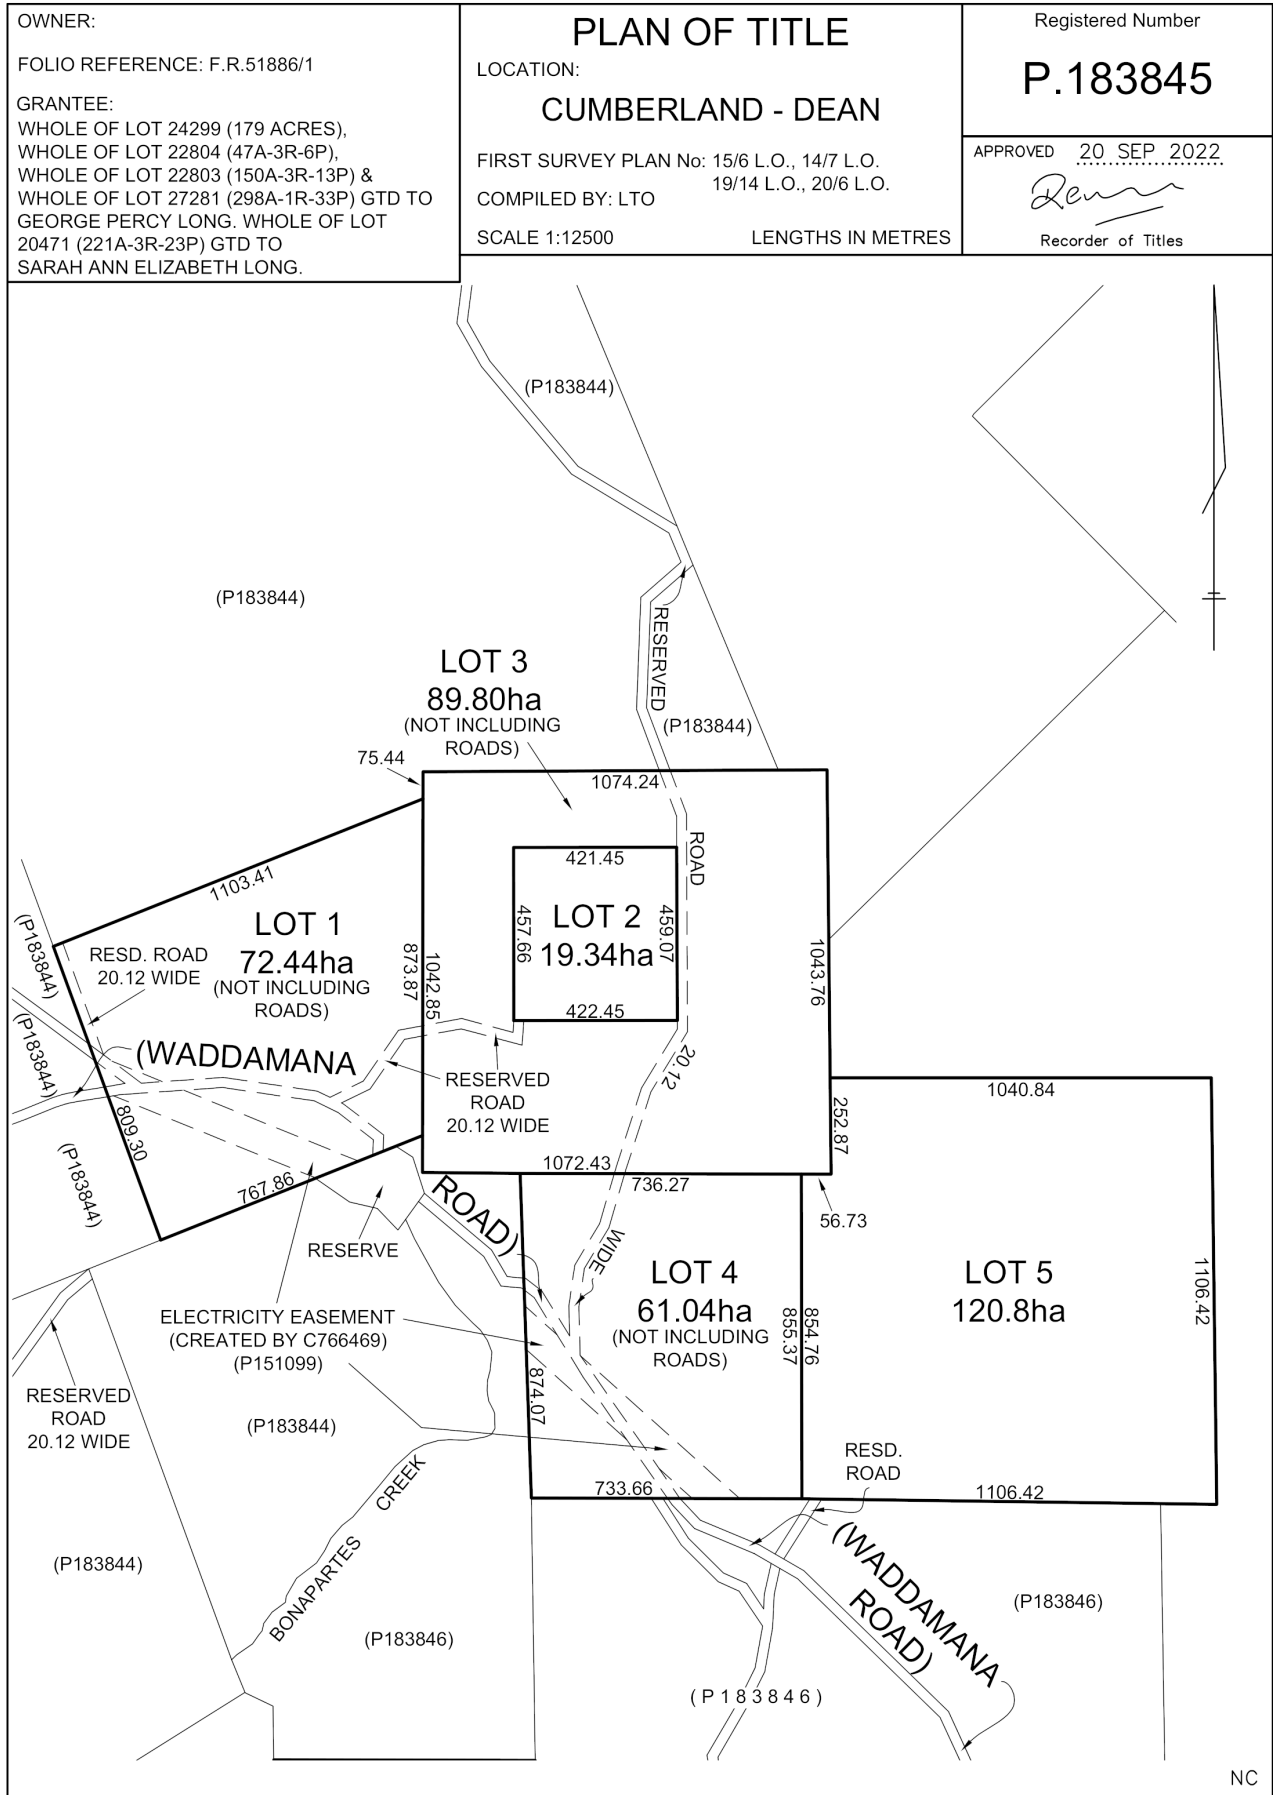 OWNER:
FOLIO REFERENCE: F.R.51886/1
GRANTEE:
WHOLE OF LOT 24299 (179 ACRES),
WHOLE OF LOT 22804 (47A-3R-6P),
WHOLE OF LOT 22803 (150A-3R-13P) &
WHOLE OF LOT 27281 (298A-1R-33P) GTD TO
GEORGE PERCY LONG. WHOLE OF LOT
20471 (221A-3R-23P) GTD TO
SARAH ANN ELIZABETH LONG.
PLAN OF TITLE
LOCATION:
CUMBERLAND - DEAN
FIRST SURVEY PLAN No: 15/6 L.O., 14/7 L.O.
19/14 L.O., 20/6 L.O.
COMPILED BY: LTO
SCALE 1:12500
LENGTHS IN METRES
Registered Number
P.183845
APPROVED 20 SEP 2022
Recorder of Titles
(P183844)
(P183844)
RESERVED
(P183844)
LOT 3
89.80ha
(NOT INCLUDING
ROADS)
75.44
1074.24
ROAD
1103.41
421.45
LOT 2
19.34ha
457.66
459.07
422.45
LOT 1
72.44ha
(NOT INCLUDING
ROADS)
RESD. ROAD
20.12 WIDE
(P183844)
(P183844)
873.87
1042.85
1043.76
(WADDAMANA
RESERVED
ROAD
20.12 WIDE
20.12
1040.84
252.87
809.30
(P183844)
767.86
1072.43
736.27
ROAD)
56.73
RESERVE
WIDE
LOT 4
61.04ha
(NOT INCLUDING
ROADS)
LOT 5
120.8ha
1106.42
ELECTRICITY EASEMENT
(CREATED BY C766469)
(P151099)
855.37
854.76
874.07
RESERVED
ROAD
20.12 WIDE
(P183844)
RESD.
ROAD
733.66
1106.42
BONAPARTES CREEK
(P183844)
(WADDAMANA
ROAD)
(P183846)
(P183846)
(P183846)
NC